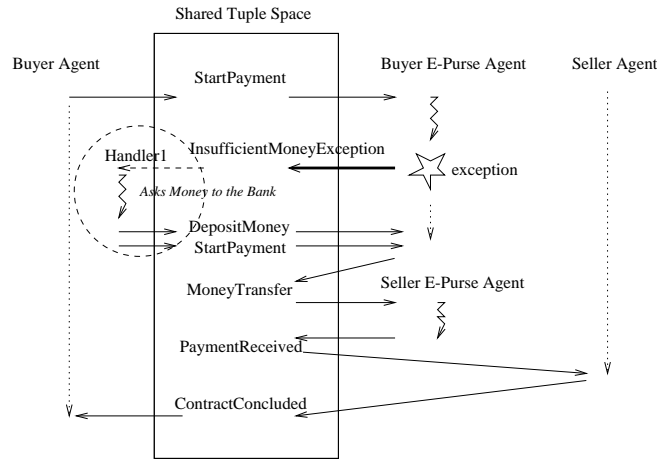 Shared Tuple Space
Buyer Agent
Buyer E-Purse Agent
Seller Agent
StartPayment
InsufficientMoneyException
Handler1
exception
Asks Money to the Bank
DepositMoney
StartPayment
Seller E-Purse Agent
MoneyTransfer
PaymentReceived
ContractConcluded